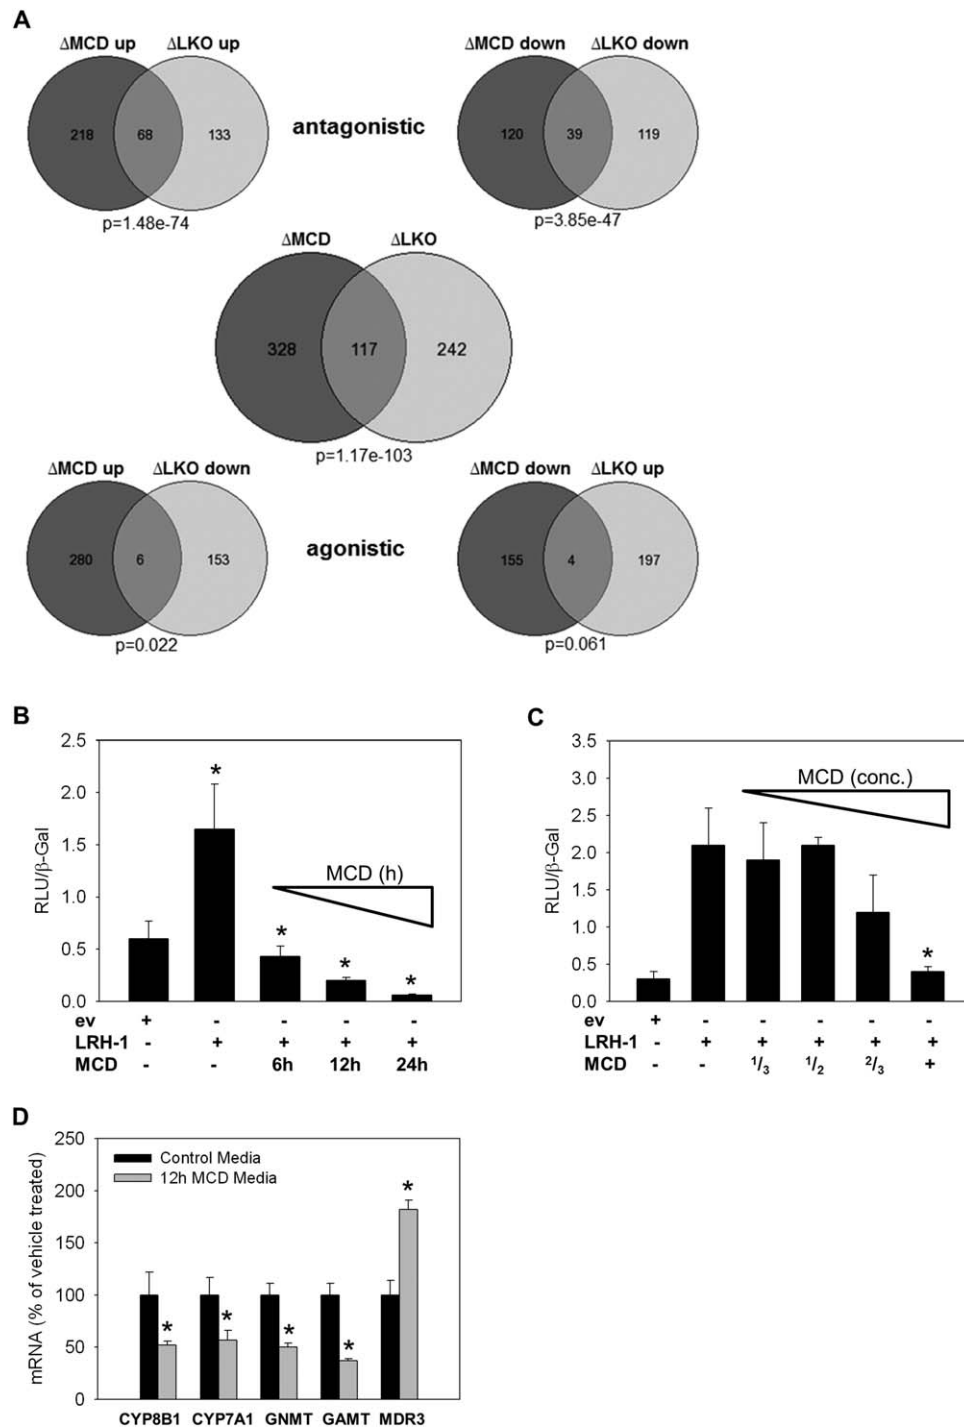 A
ΔMCD up ΔLKO up ΔMCD down ΔLKO down
218 68 133 antagonistic 120 39 119
p=1.48e-74 p=3.85e-47
ΔMCD ΔLKO
328 117 242
p=1.17e-103
ΔMCD up ΔLKO down ΔMCD down ΔLKO up
280 6 153 agonistic 155 4 197
p=0.022 p=0.061
B
RLU/β-Gal
2.5
2.0
1.5
1.0
0.5
0.0
* * * *
MCD (h)
ev + - - - -
LRH-1 - + + + +
MCD - - 6h 12h 24h
C
RLU/β-Gal
3.5
3.0
2.5
2.0
1.5
1.0
0.5
0.0
MCD (conc.)
*
+ - - - - -
- + + + + +
- - 1/3 1/2 2/3 +
D
mRNA (% of vehicle treated)
250
200
150
100
50
0
Control Media
12h MCD Media
* * * * *
CYP8B1 CYP7A1 GNMT GAMT MDR3